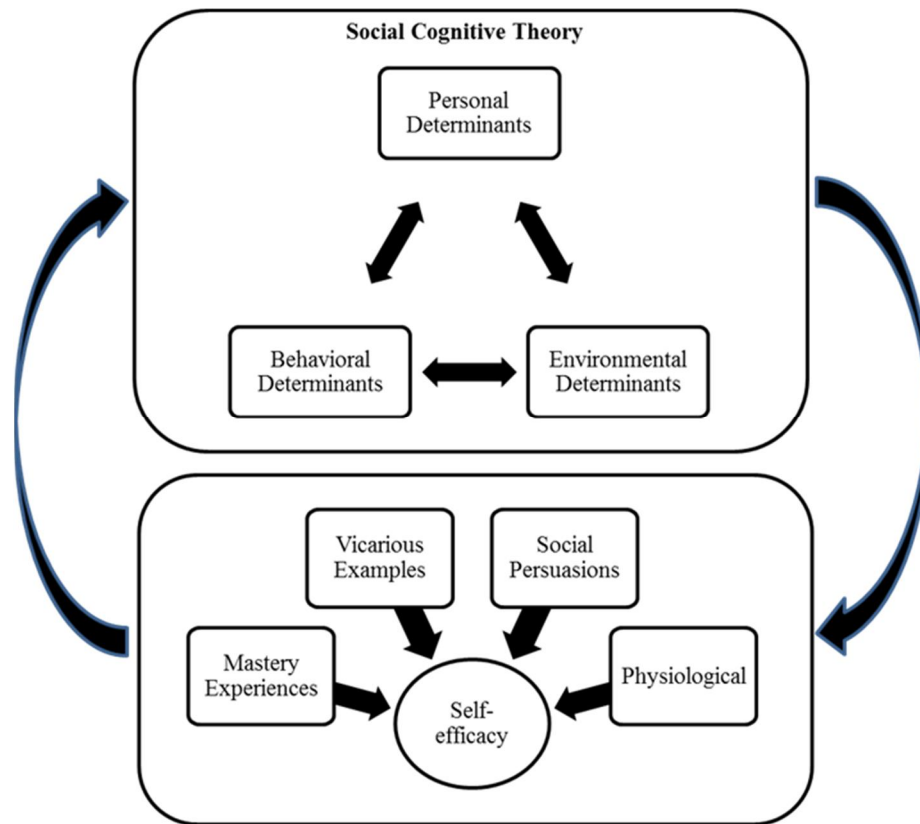 Social Cognitive Theory
Personal
Determinants
Behavioral
Determinants
Environmental
Determinants
Vicarious
Examples
Social
Persuasions
Mastery
Experiences
Physiological
Self-
efficacy